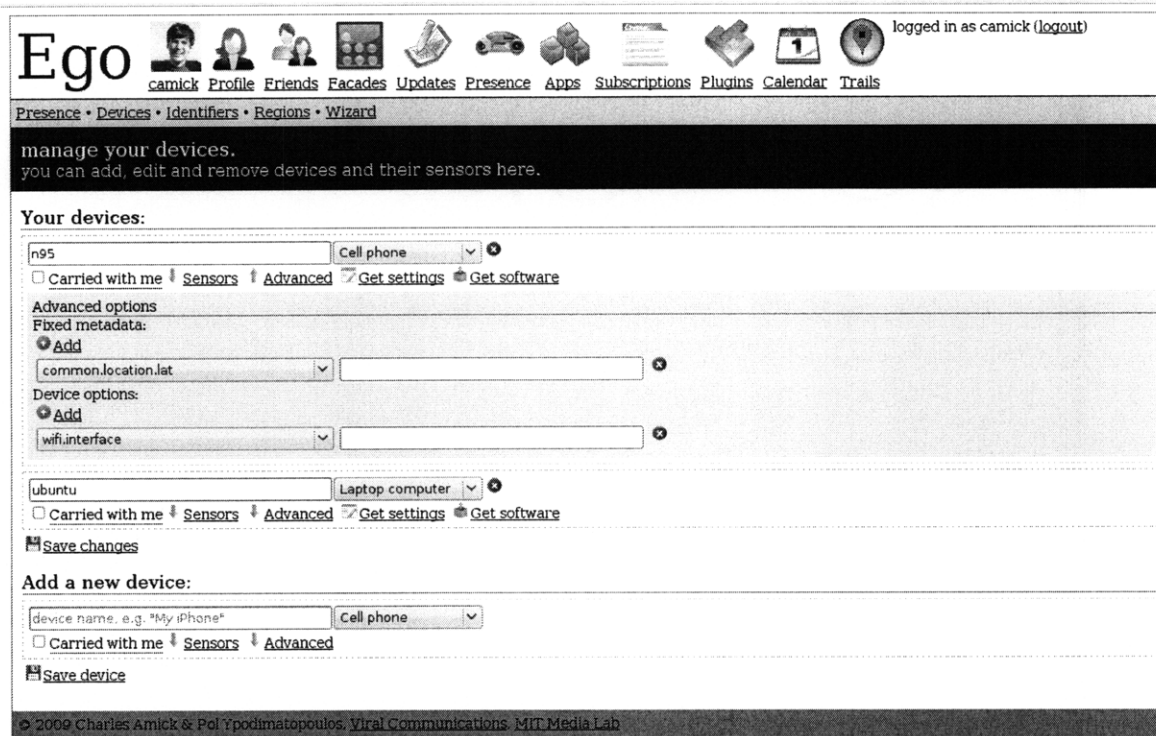 Ego
camick Profile Friends Facades Updates Presence Apps Subscriptions Plugins Calendar Trails
logged in as camick (logout)
Presence • Devices • Identifiers • Regions • Wizard
manage your devices.
you can add, edit and remove devices and their sensors here.
Your devices:
n95 Cell phone
Carried with me Sensors Advanced Get settings Get software
Advanced options
Fixed metadata:
Add
common.location.lat
Device options:
Add
wifi.interface
ubuntu Laptop computer
Carried with me Sensors Advanced Get settings Get software
Save changes
Add a new device:
device name, e.g. "My iPhone" Cell phone
Carried with me Sensors Advanced
Save device
© 2009 Charles Amick & Pol Ypodimatopoulos, Viral Communications, MIT Media Lab